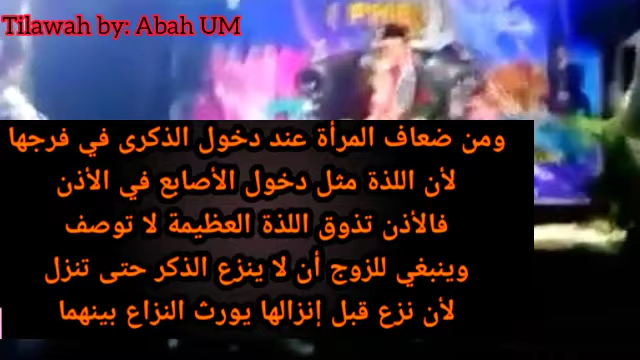 Tilawah by: Abah UM
ومن ضعاف المرأة عند دخول الذكرى في فرجها
لأن اللذة مثل دخول الأصابع في الأذن
فالأذن تذوق اللذة العظيمة لا توصف
وينبغي للزوج أن لا ينزع الذكر حتى تنزل
لأن نزع قبل إنزالها يورث النزاع بينهما